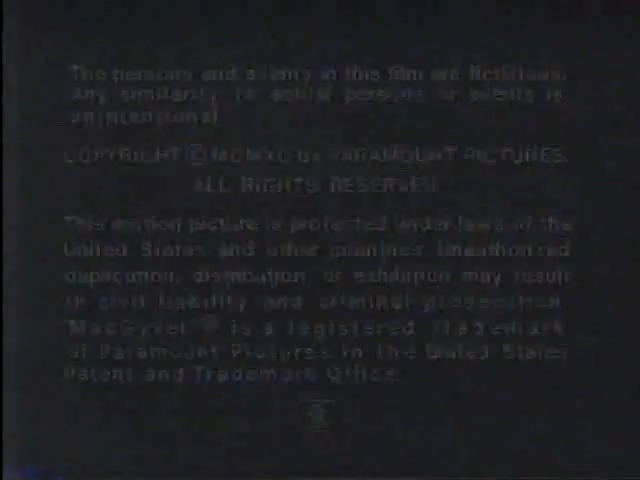 The persons and events in this film are fictitious.
Any similarity to actual persons or events is
unintentional.
COPYRIGHT © MCMXC by PARAMOUNT PICTURES.
ALL RIGHTS RESERVED
This motion picture is protected under laws of the
United States and other countries. Unauthorized
duplication, distribution, or exhibition may result
in civil liability and criminal prosecution.
"MacGyver" ® is a registered Trademark
of Paramount Pictures in the United States
Patent and Trademark Office.